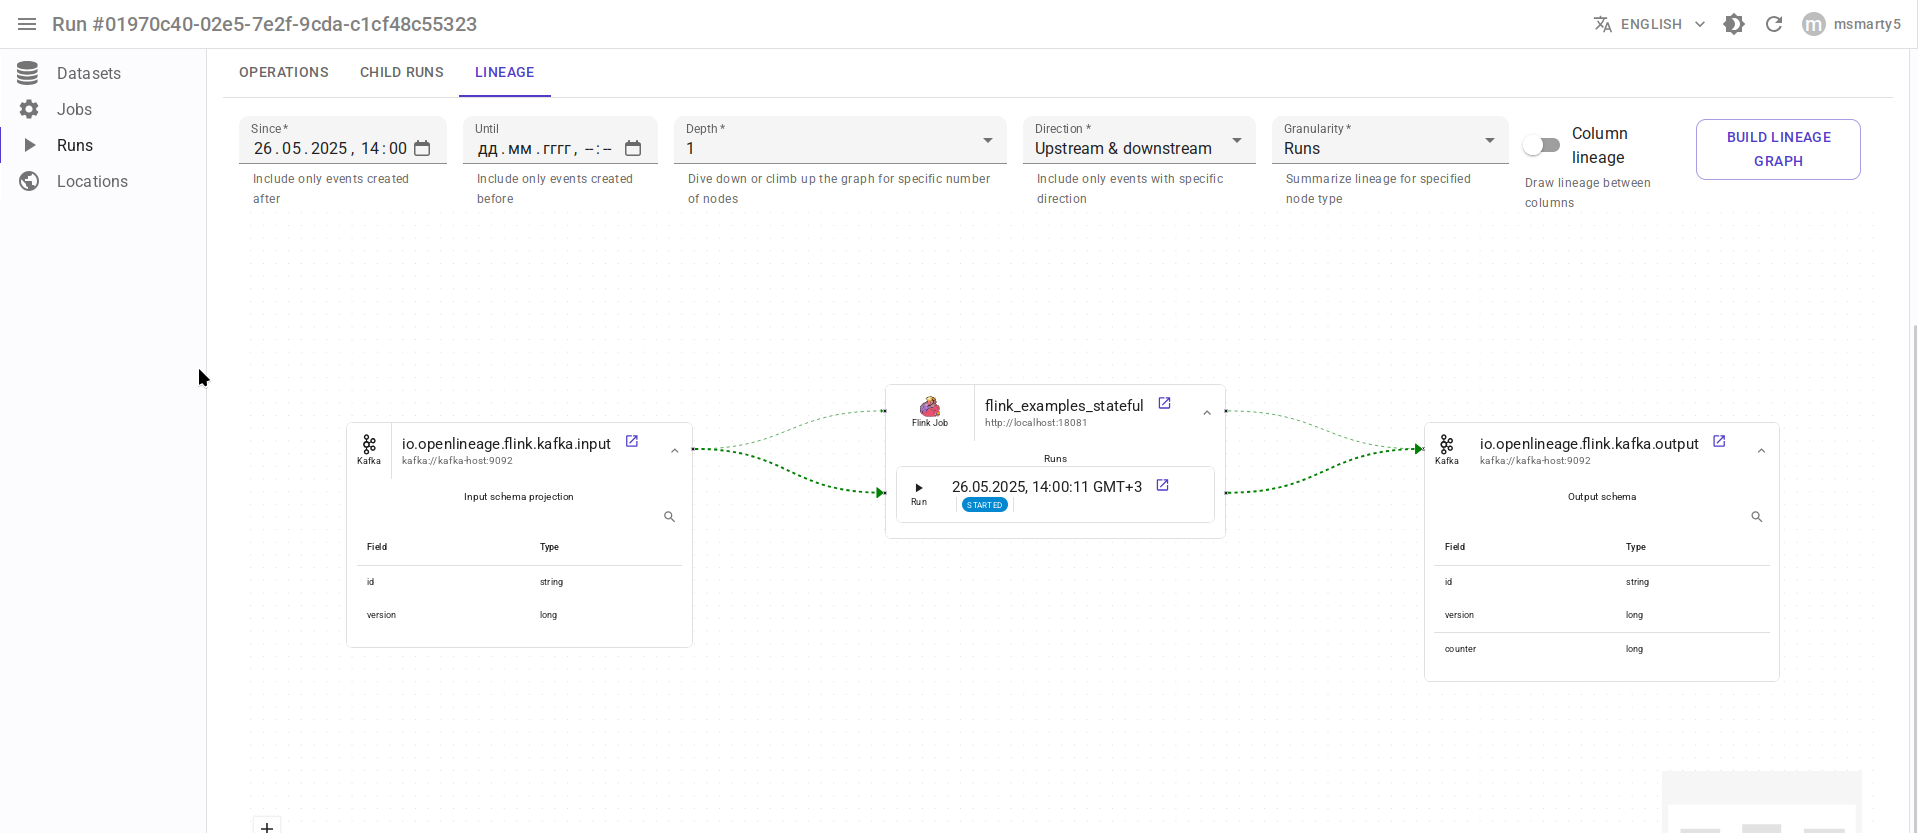 Run #01970c40-02e5-7e2f-9cda-c1cf48c55323
ENGLISH
m
msmarty5
Datasets
Jobs
Runs
Locations
OPERATIONS CHILD RUNS LINEAGE
Since *
26.05.2025, 14:00
Include only events created
after
Until
дд.мм.гггг, --:--
Include only events created
before
Depth *
1
Dive down or climb up the graph for specific number
of nodes
Direction *
Upstream & downstream
Include only events with specific
direction
Granularity *
Runs
Summarize lineage for specified
node type
Column
lineage
Draw lineage between
columns
BUILD LINEAGE
GRAPH
Kafka
io.openlineage.flink.kafka.input
kafka://kafka-host:9092
Input schema projection
Field Type
id string
version long
Flink Job
flink_examples_stateful
http://localhost:18081
Runs
Run
26.05.2025, 14:00:11 GMT+3
STARTED
Kafka
io.openlineage.flink.kafka.output
kafka://kafka-host:9092
Output schema
Field Type
id string
version long
counter long